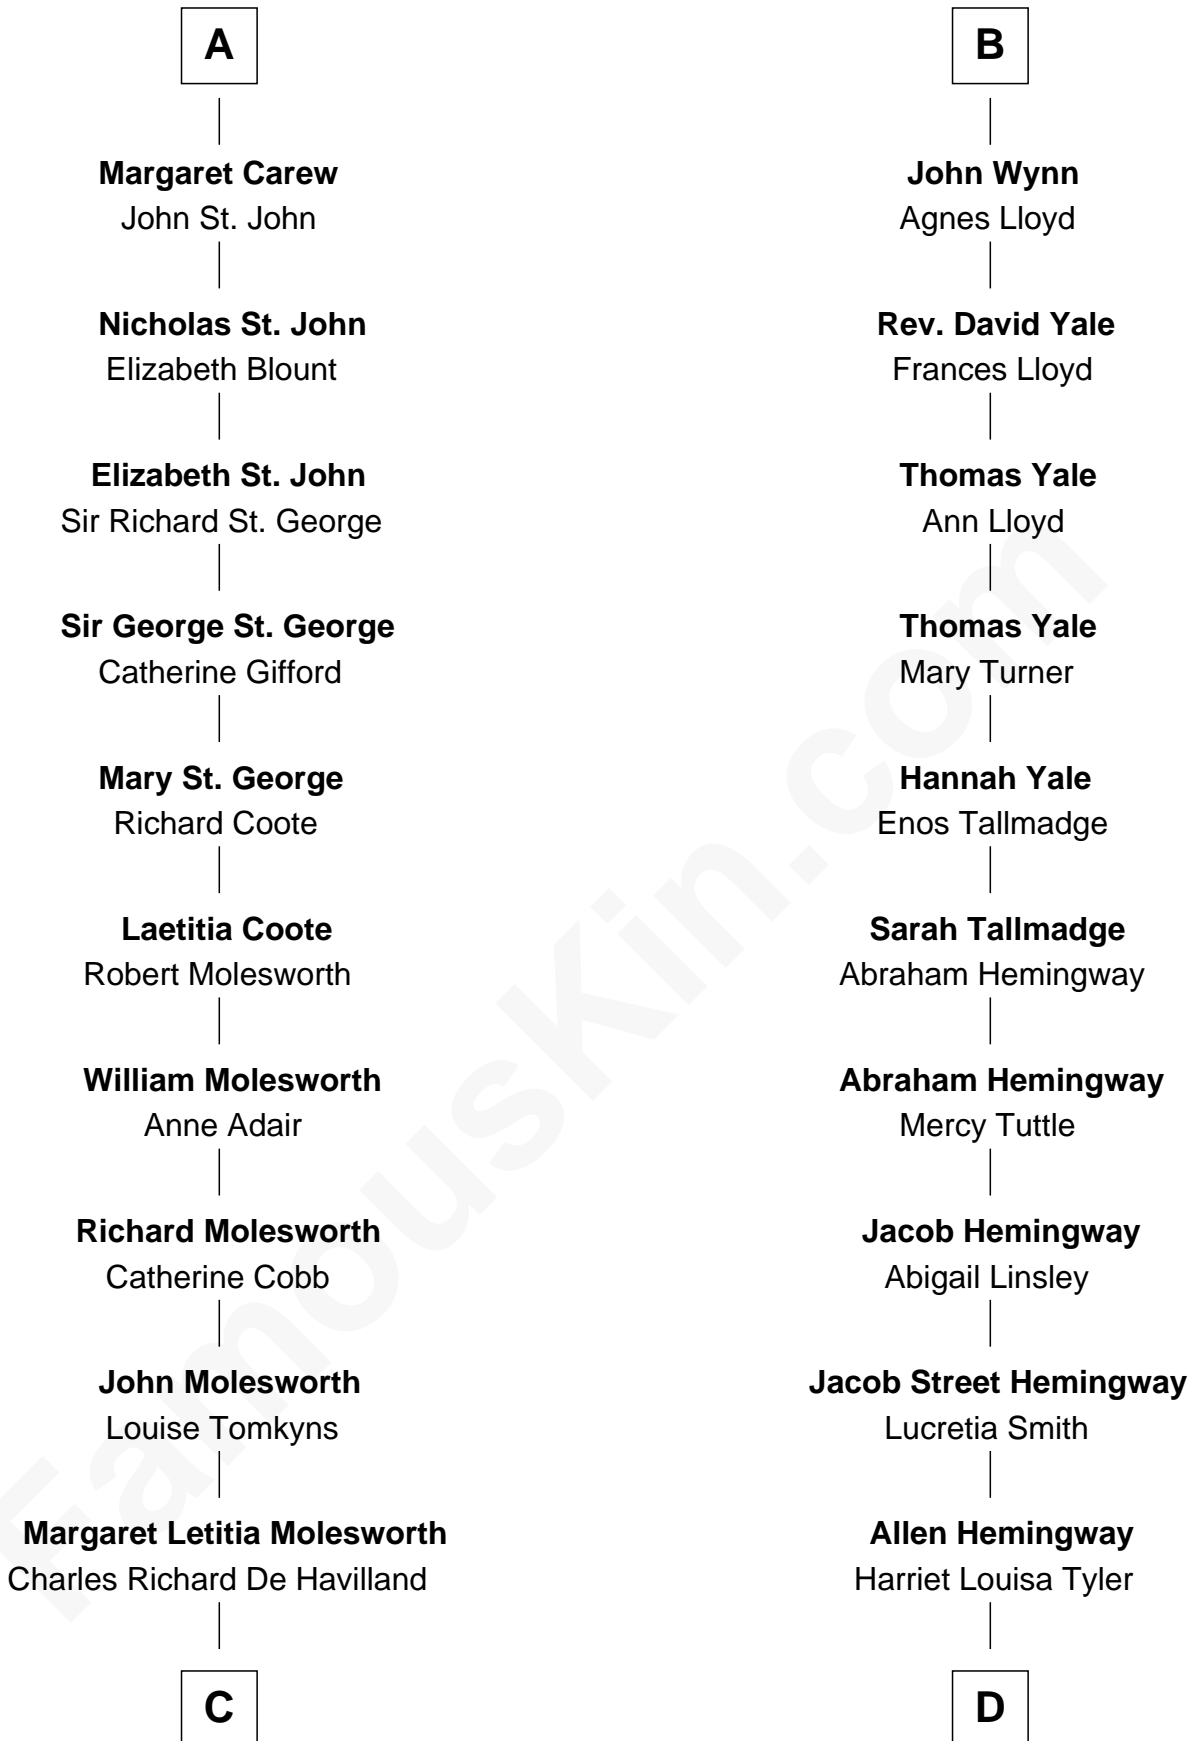 A
Margaret Carew
John St. John
Nicholas St. John
Elizabeth Blount
Elizabeth St. John
Sir Richard St. George
Sir George St. George
Catherine Gifford
Mary St. George
Richard Coote
Laetitia Coote
Robert Molesworth
William Molesworth
Anne Adair
Richard Molesworth
Catherine Cobb
John Molesworth
Louise Tomkyns
Margaret Letitia Molesworth
Charles Richard De Havilland
C
B
John Wynn
Agnes Lloyd
Rev. David Yale
Frances Lloyd
Thomas Yale
Ann Lloyd
Thomas Yale
Mary Turner
Hannah Yale
Enos Tallmadge
Sarah Tallmadge
Abraham Hemingway
Abraham Hemingway
Mercy Tuttle
Jacob Hemingway
Abigail Linsley
Jacob Street Hemingway
Lucretia Smith
Allen Hemingway
Harriet Louisa Tyler
D
FamousKin.com